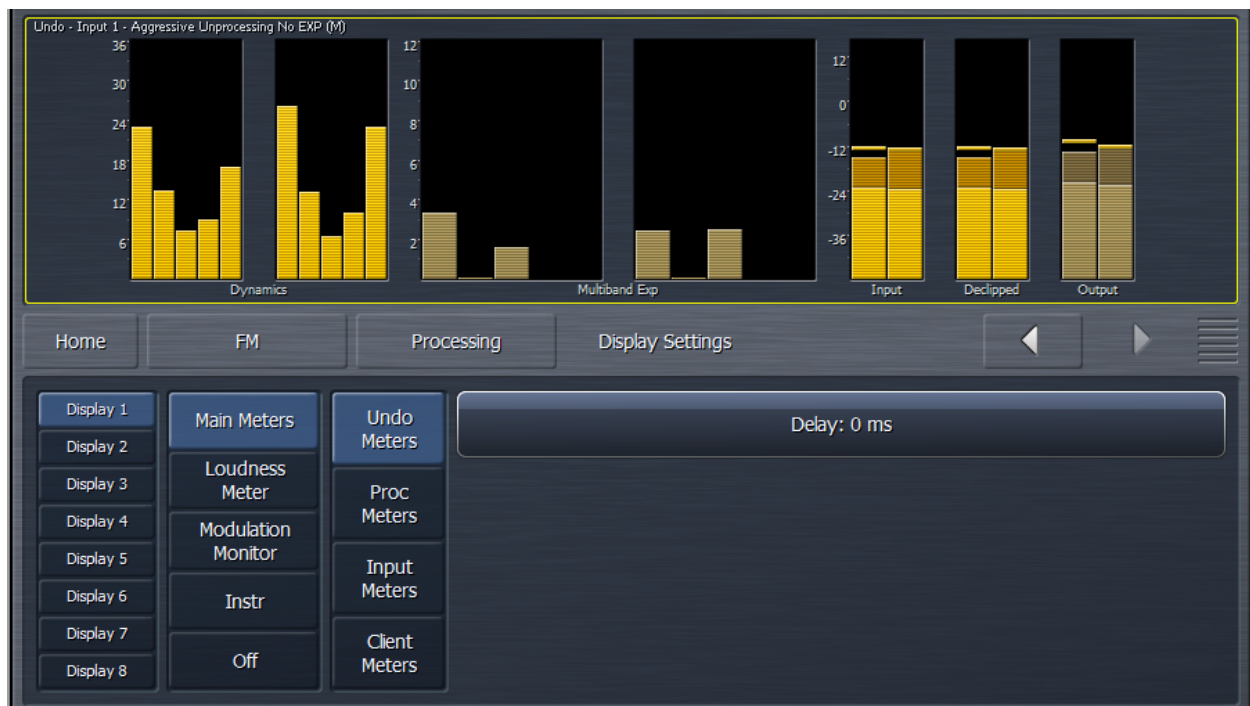 Undo - Input 1 - Aggressive Unprocessing No EXP (M)
36
30
24
18
12
6
Dynamics
12
10
8
6
4
2
Multiband Exp
12
0
-12
-24
-36
Input
Declipped
Output
Home
FM
Processing
Display Settings
Display 1
Display 2
Display 3
Display 4
Display 5
Display 6
Display 7
Display 8
Main Meters
Loudness
Meter
Modulation
Monitor
Instr
Off
Undo
Meters
Proc
Meters
Input
Meters
Client
Meters
Delay: 0 ms